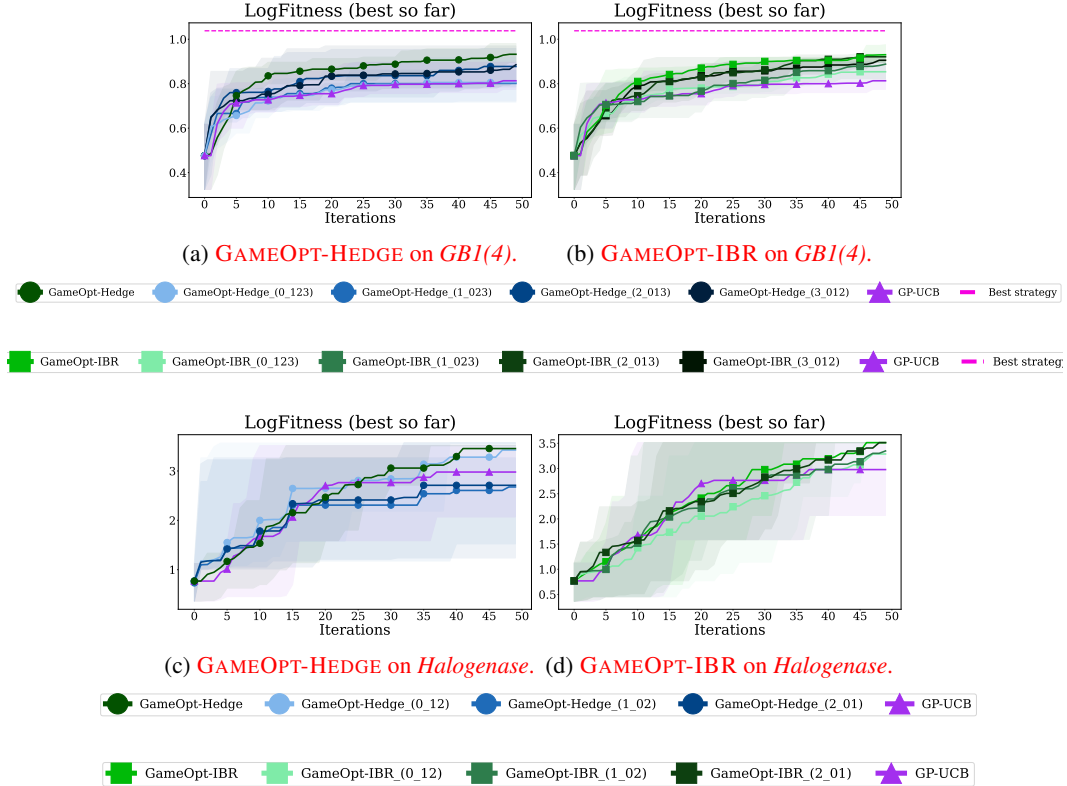 LogFitness (best so far) LogFitness (best so far)
1.0 1.0
0.8 0.8
0.6 0.6
0.4 0.4
0 5 10 15 20 25 30 35 40 45 50 0 5 10 15 20 25 30 35 40 45 50
Iterations Iterations
(a) GAMEOPT-HEDGE on GB1(4). (b) GAMEOPT-IBR on GB1(4).
GameOpt-Hedge GameOpt-Hedge_(0_123) GameOpt-Hedge_(1_023) GameOpt-Hedge_(2_013) GameOpt-Hedge_(3_012) GP-UCB Best strategy
GameOpt-IBR GameOpt-IBR_(0_123) GameOpt-IBR_(1_023) GameOpt-IBR_(2_013) GameOpt-IBR_(3_012) GP-UCB Best strateg
LogFitness (best so far) LogFitness (best so far)
3.5
3 3.0
2.5
2 2.0
1.5
1 1.0
0.5
0 5 10 15 20 25 30 35 40 45 50 0 5 10 15 20 25 30 35 40 45 50
Iterations Iterations
(c) GAMEOPT-HEDGE on Halogenase. (d) GAMEOPT-IBR on Halogenase.
GameOpt-Hedge GameOpt-Hedge_(0_12) GameOpt-Hedge_(1_02) GameOpt-Hedge_(2_01) GP-UCB
GameOpt-IBR GameOpt-IBR_(0_12) GameOpt-IBR_(1_02) GameOpt-IBR_(2_01) GP-UCB